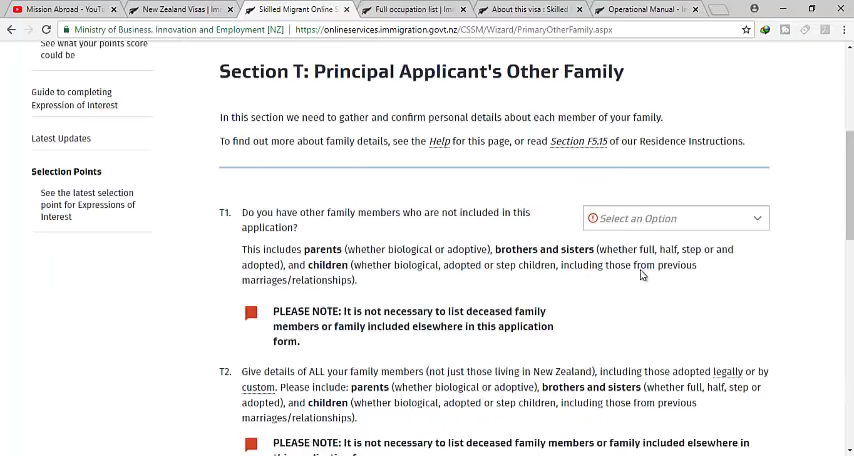 Mission Abroad - YouTu
New Zealand Visas | Im
Skilled Migrant Online S
Full occupation list | Im
About this visa : Skilled
Operational Manual - In
Ministry of Business, Innovation and Employment [NZ] | https://onlineservices.immigration.govt.nz/CSSM/Wizard/PrimaryOtherFamily.aspx
See what your points score
could be
Guide to completing
Expression of Interest
Latest Updates
Selection Points
See the latest selection
point for Expressions of
Interest
Section T: Principal Applicant's Other Family
In this section we need to gather and confirm personal details about each member of your family.
To find out more about family details, see the Help for this page, or read Section F5.15 of our Residence Instructions.
T1. Do you have other family members who are not included in this
application?
Select an Option
This includes parents (whether biological or adoptive), brothers and sisters (whether full, half, step or and
adopted), and children (whether biological, adopted or step children, including those from previous
marriages/relationships).
PLEASE NOTE: It is not necessary to list deceased family
members or family included elsewhere in this application
form.
T2. Give details of ALL your family members (not just those living in New Zealand), including those adopted legally or by
custom. Please include: parents (whether biological or adoptive), brothers and sisters (whether full, half, step or
adopted), and children (whether biological, adopted or step children, including those from previous
marriages/relationships).
PLEASE NOTE: It is not necessary to list deceased family members or family included elsewhere in